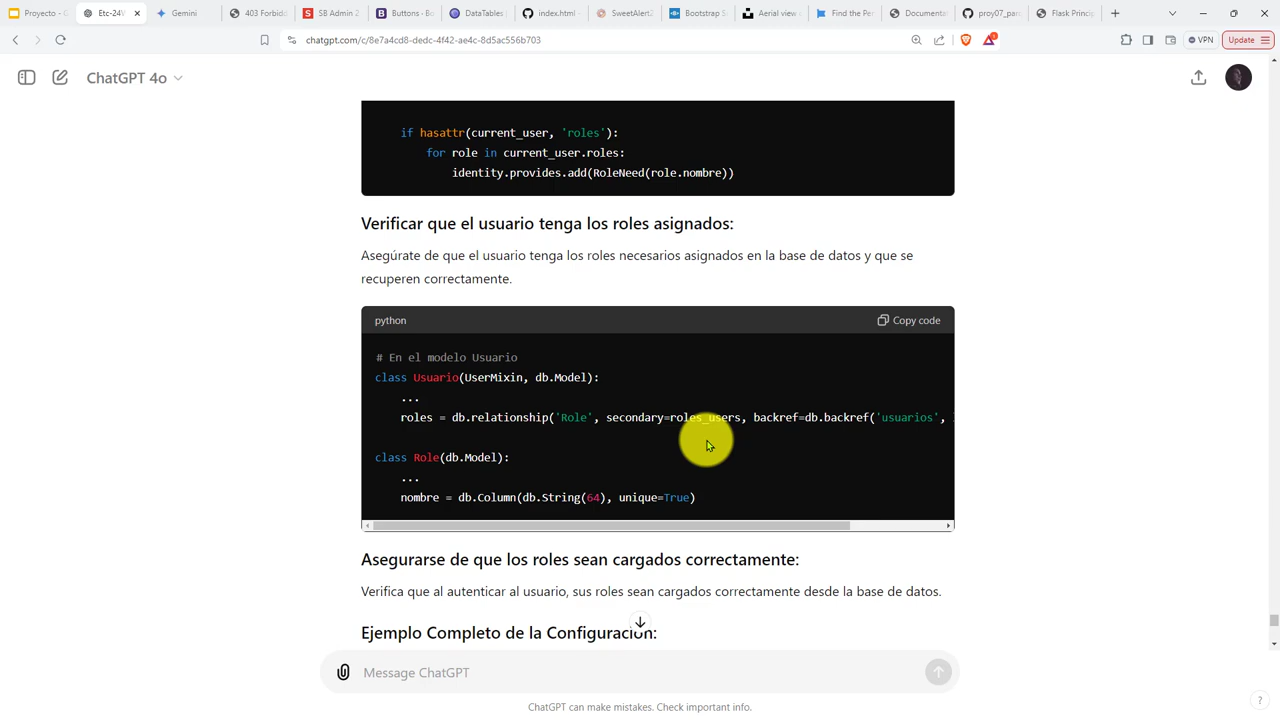 Proyecto - G
Etc-24V
Gemini
403 Forbidd
SB Admin 2
Buttons - Bo
DataTables
index.html -
SweetAlert2
Bootstrap S
Aerial view o
Find the Per
Documentat
proy07_parc
Flask Princip
chatgpt.com/c/8e7a4cd8-dedc-4f42-ae4c-8d5ac556b703
VPN
Update
ChatGPT 4o
if hasattr(current_user, 'roles'):
for role in current_user.roles:
identity.provides.add(RoleNeed(role.nombre))
Verificar que el usuario tenga los roles asignados:
Asegúrate de que el usuario tenga los roles necesarios asignados en la base de datos y que se
recuperen correctamente.
python
Copy code
# En el modelo Usuario
class Usuario(UserMixin, db.Model):
...
roles = db.relationship('Role', secondary=roles_users, backref=db.backref('usuarios',
class Role(db.Model):
...
nombre = db.Column(db.String(64), unique=True)
Asegurarse de que los roles sean cargados correctamente:
Verifica que al autenticar al usuario, sus roles sean cargados correctamente desde la base de datos.
Ejemplo Completo de la Configuración:
Message ChatGPT
ChatGPT can make mistakes. Check important info.
?